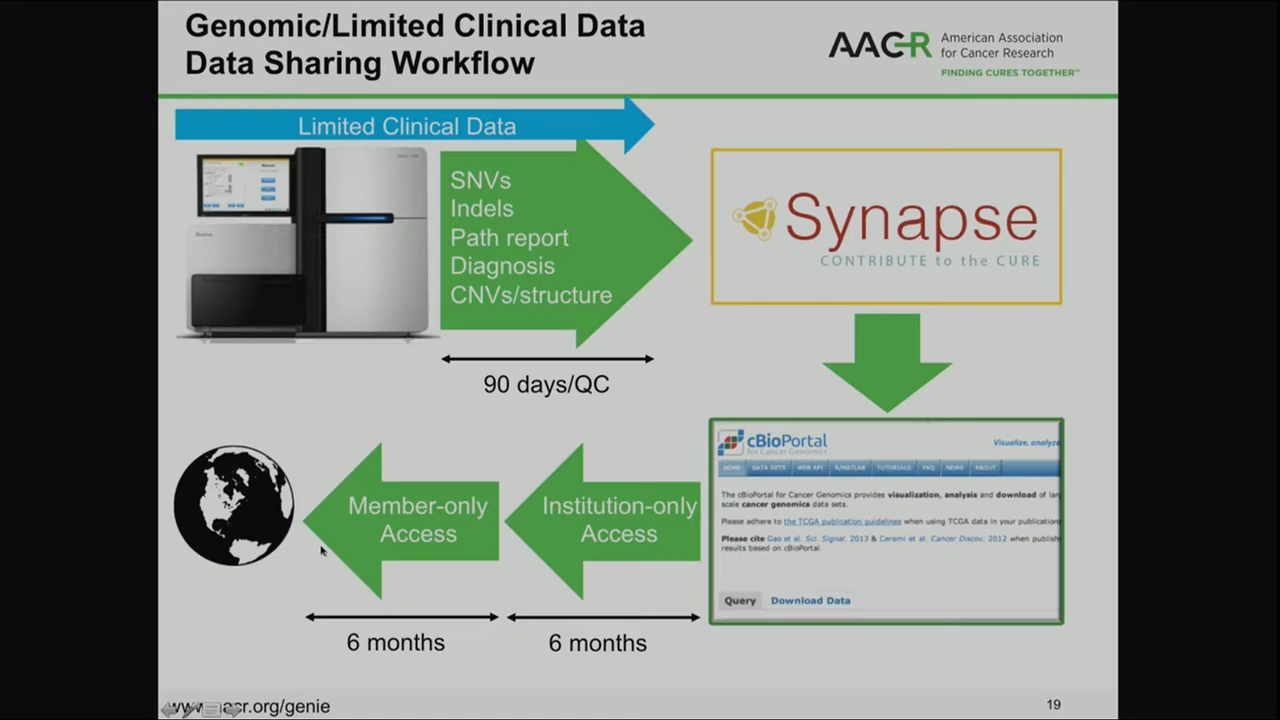 Genomic/Limited Clinical Data
Data Sharing Workflow
AACR
American Association
for Cancer Research
FINDING CURES TOGETHER™
Limited Clinical Data
SNVs
Indels
Path report
Diagnosis
CNVs/structure
90 days/QC
Synapse
CONTRIBUTE to the CURE
cBioPortal
for Cancer Genomics
Visualize, analyze
HOME DATA SETS WEB API R/MATLAB TUTORIALS FAQ NEWS ABOUT
The cBioPortal for Cancer Genomics provides visualization, analysis and download of lar
scale cancer genomics data sets.
Please adhere to the TCGA publication guidelines when using TCGA data in your publication
Please cite Gao et al. Sci. Signal. 2013 & Cerami et al. Cancer Discov. 2012 when publish
results based on cBioPortal.
Query Download Data
Institution-only
Access
Member-only
Access
6 months
6 months
www.aacr.org/genie
19